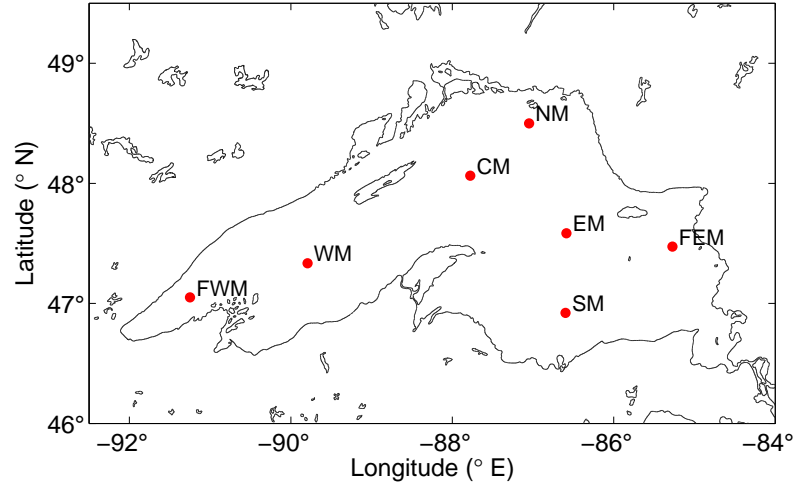 49°
NM
CM
48°
EM
FEM
WM
FWM
47°
SM
46°
−92°
−90°
−88°
−86°
−84°
Longitude (° E)
Latitude (° N)